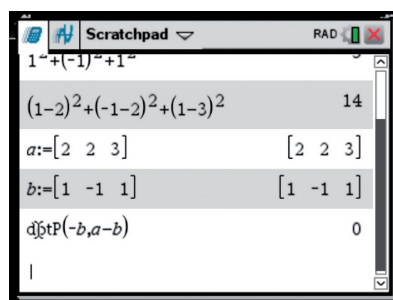 Scratchpad RAD
1²+(-1)²+1² 3
(1-2)²+(-1-2)²+(1-3)² 14
a:=[2 2 3] [2 2 3]
b:=[1 -1 1] [1 -1 1]
dotP(-b,a-b) 0